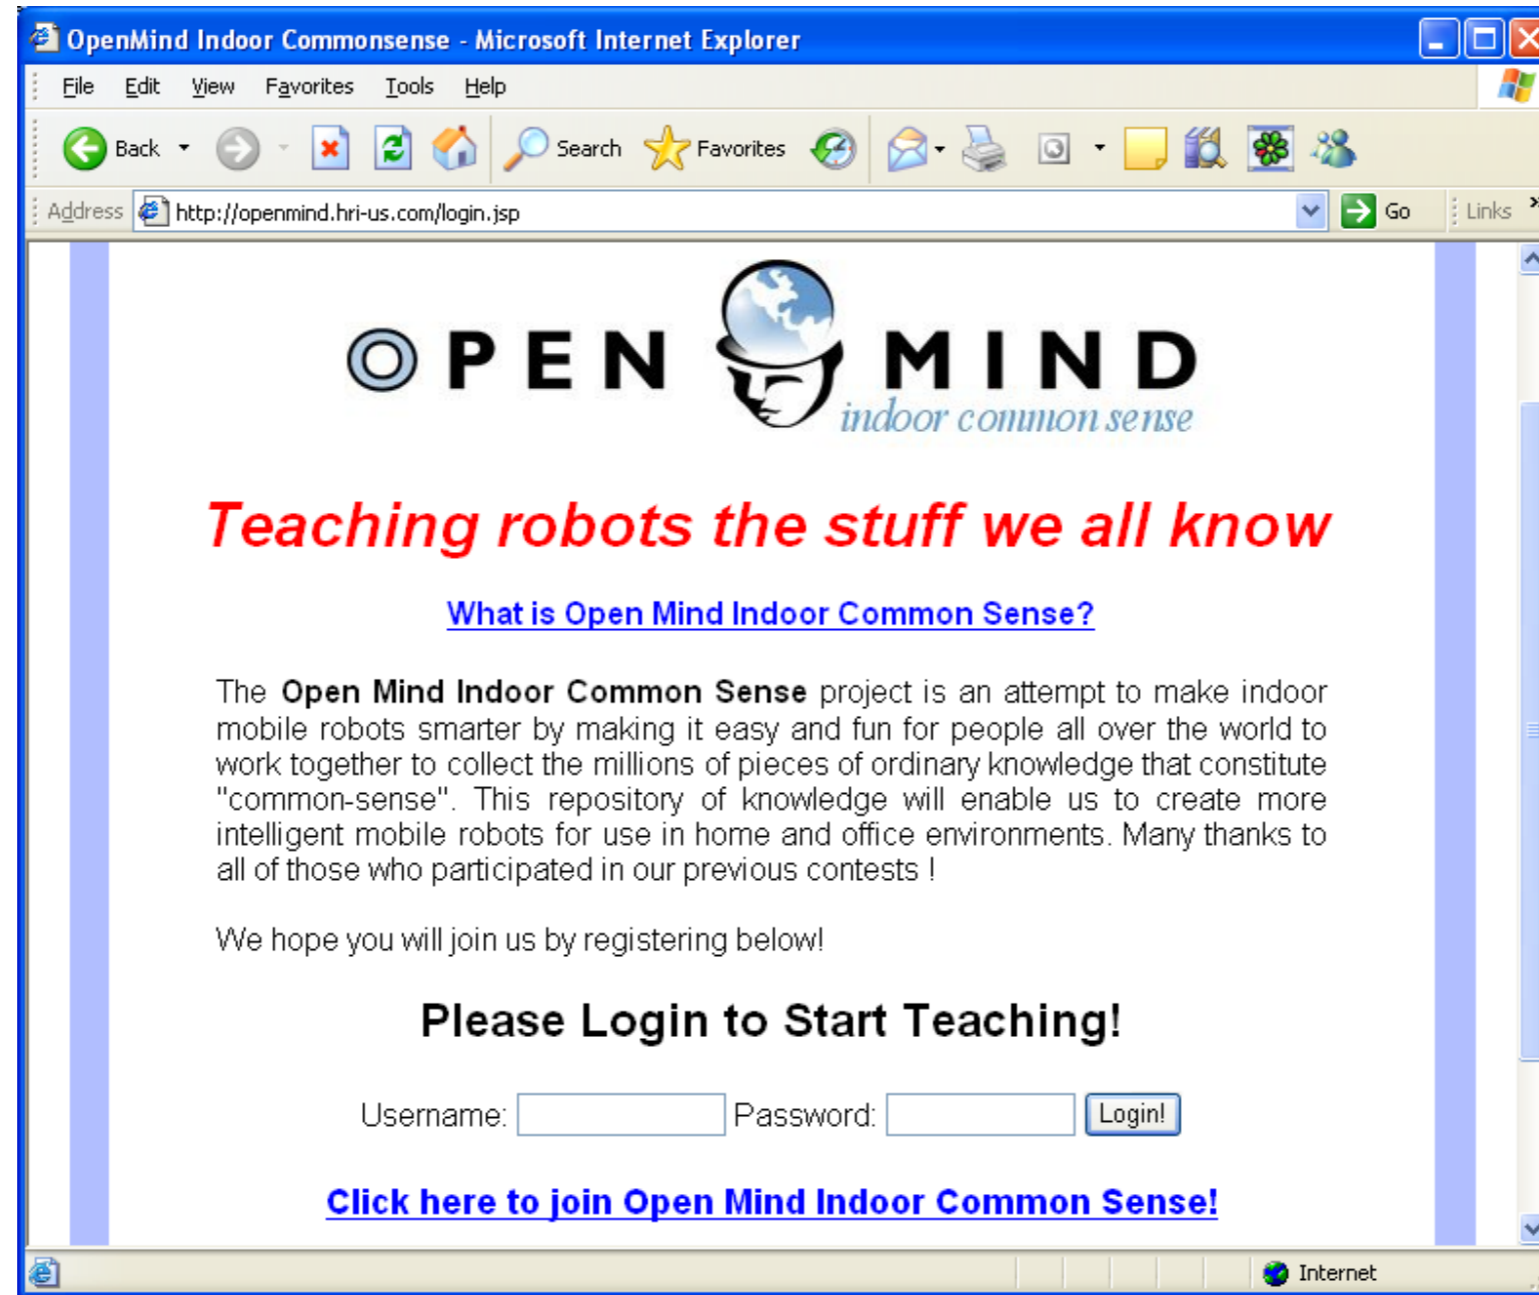 OpenMind Indoor Commonsense - Microsoft Internet Explorer
File Edit View Favorites Tools Help
Back Search Favorites
Address http://openmind.hri-us.com/login.jsp Go Links »
OPEN MIND
indoor common sense
Teaching robots the stuff we all know
What is Open Mind Indoor Common Sense?
The Open Mind Indoor Common Sense project is an attempt to make indoor
mobile robots smarter by making it easy and fun for people all over the world to
work together to collect the millions of pieces of ordinary knowledge that constitute
"common-sense". This repository of knowledge will enable us to create more
intelligent mobile robots for use in home and office environments. Many thanks to
all of those who participated in our previous contests !
We hope you will join us by registering below!
Please Login to Start Teaching!
Username: Password: Login!
Click here to join Open Mind Indoor Common Sense!
Internet